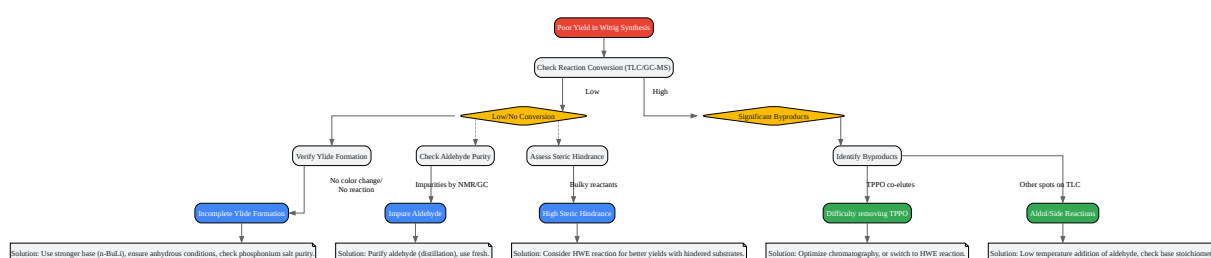 Poor Yield in Wittig Synthesis
Check Reaction Conversion (TLC/GC-MS)
Low
High
Low/No Conversion
Significant Byproducts
Verify Ylide Formation
Check Aldehyde Purity
Assess Steric Hindrance
Identify Byproducts
No color change/
No reaction
Impurities by NMR/GC
Bulky reactants
TPPO co-elutes
Other spots on TLC
Incomplete Ylide Formation
Impure Aldehyde
High Steric Hindrance
Difficulty removing TPPO
Aldol/Side Reactions
Solution: Use stronger base (n-BuLi), ensure anhydrous conditions, check phosphonium salt purity.
Solution: Purify aldehyde (distillation), use fresh.
Solution: Consider HWE reaction for better yields with hindered substrates.
Solution: Optimize chromatography, or switch to HWE reaction.
Solution: Low temperature addition of aldehyde, check base